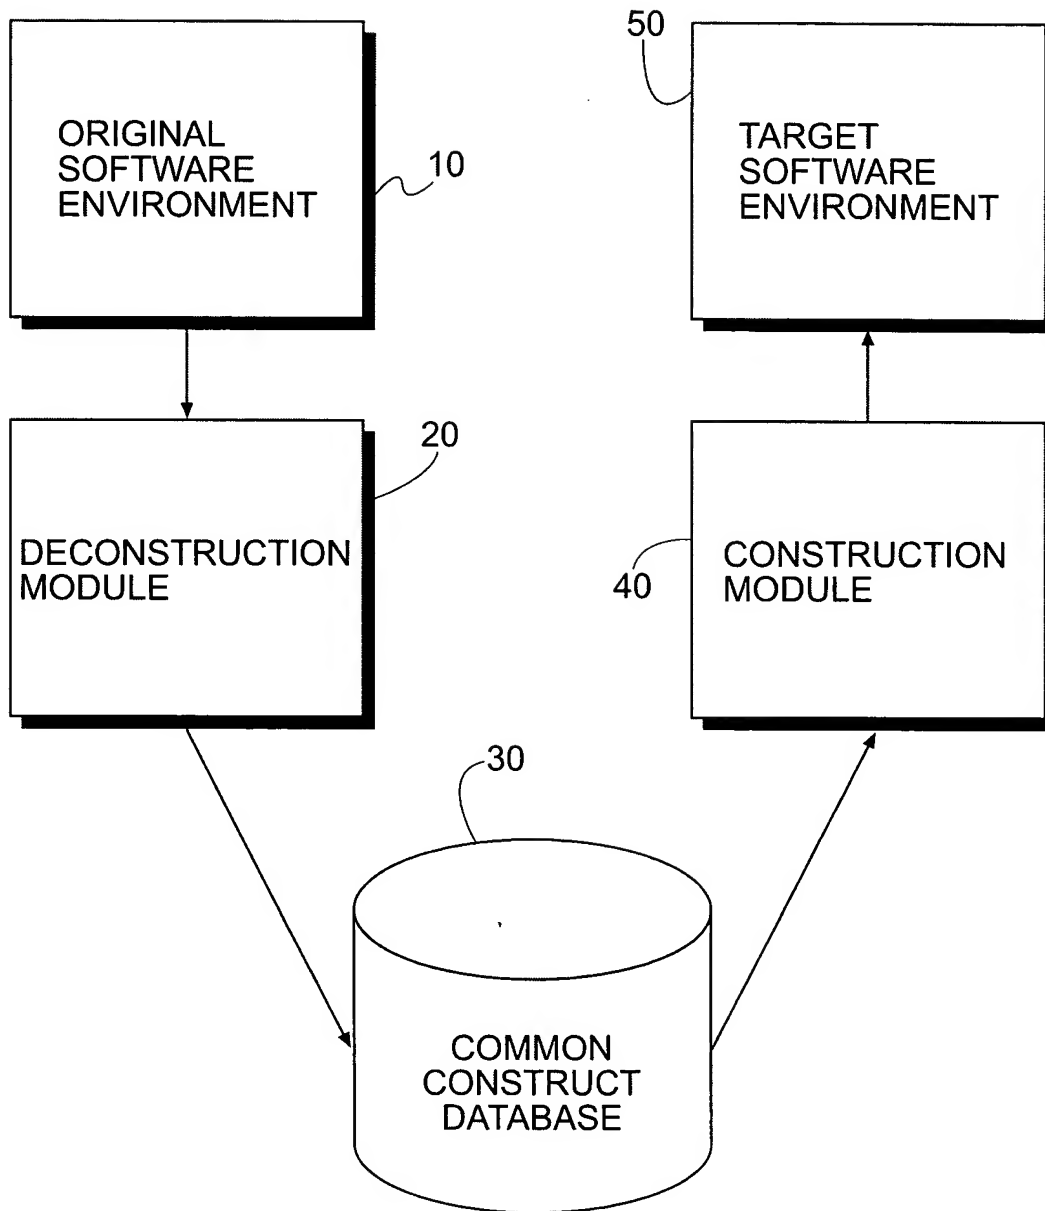 ORIGINAL
SOFTWARE
ENVIRONMENT
10
DECONSTRUCTION
MODULE
20
30
COMMON
CONSTRUCT
DATABASE
40
CONSTRUCTION
MODULE
50
TARGET
SOFTWARE
ENVIRONMENT